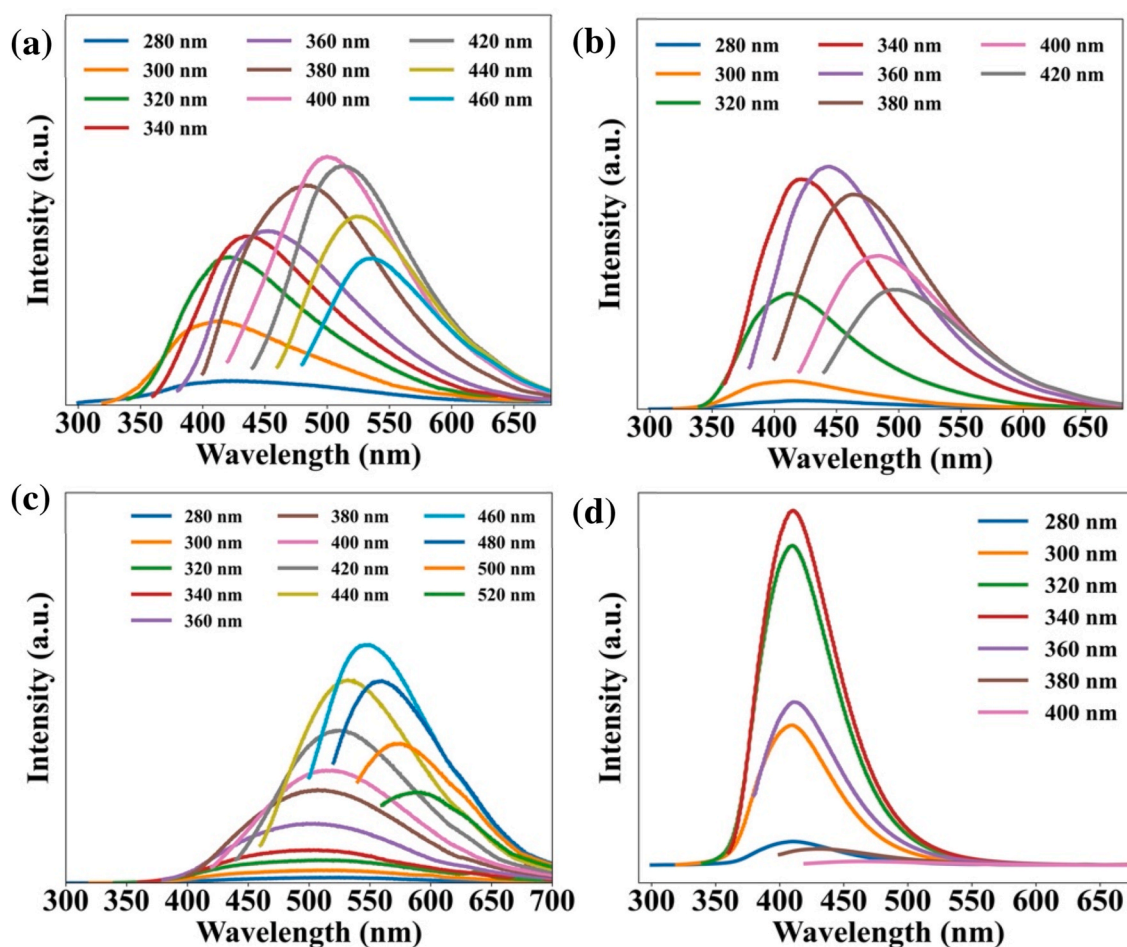 (a)
280 nm 360 nm 420 nm
300 nm 380 nm 440 nm
320 nm 400 nm 460 nm
340 nm
Intensity (a.u.)
300 350 400 450 500 550 600 650
Wavelength (nm)
(b)
280 nm 340 nm 400 nm
300 nm 360 nm 420 nm
320 nm 380 nm
Intensity (a.u.)
300 350 400 450 500 550 600 650
Wavelength (nm)
(c)
280 nm 380 nm 460 nm
300 nm 400 nm 480 nm
320 nm 420 nm 500 nm
340 nm 440 nm 520 nm
360 nm
Intensity (a.u.)
300 350 400 450 500 550 600 650 700
Wavelength (nm)
(d)
280 nm
300 nm
320 nm
340 nm
360 nm
380 nm
400 nm
Intensity (a.u.)
300 350 400 450 500 550 600 650
Wavelength (nm)